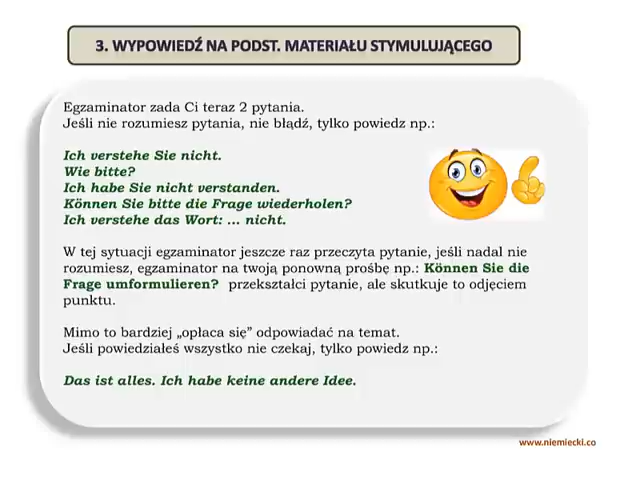 3. WYPOWIEDŹ NA PODST. MATERIAŁU STYMULUJĄCEGO
Egzaminator zada Ci teraz 2 pytania.
Jeśli nie rozumiesz pytania, nie błądź, tylko powiedz np.:
Ich verstehe Sie nicht.
Wie bitte?
Ich habe Sie nicht verstanden.
Können Sie bitte die Frage wiederholen?
Ich verstehe das Wort: ... nicht.
W tej sytuacji egzaminator jeszcze raz przeczyta pytanie, jeśli nadal nie
rozumiesz, egzaminator na twoją ponowną prośbę np.: Können Sie die
Frage umformulieren? przekształci pytanie, ale skutkuje to odjęciem
punktu.
Mimo to bardziej „opłaca się” odpowiadać na temat.
Jeśli powiedziałeś wszystko nie czekaj, tylko powiedz np.:
Das ist alles. Ich habe keine andere Idee.
www.niemiecki.co